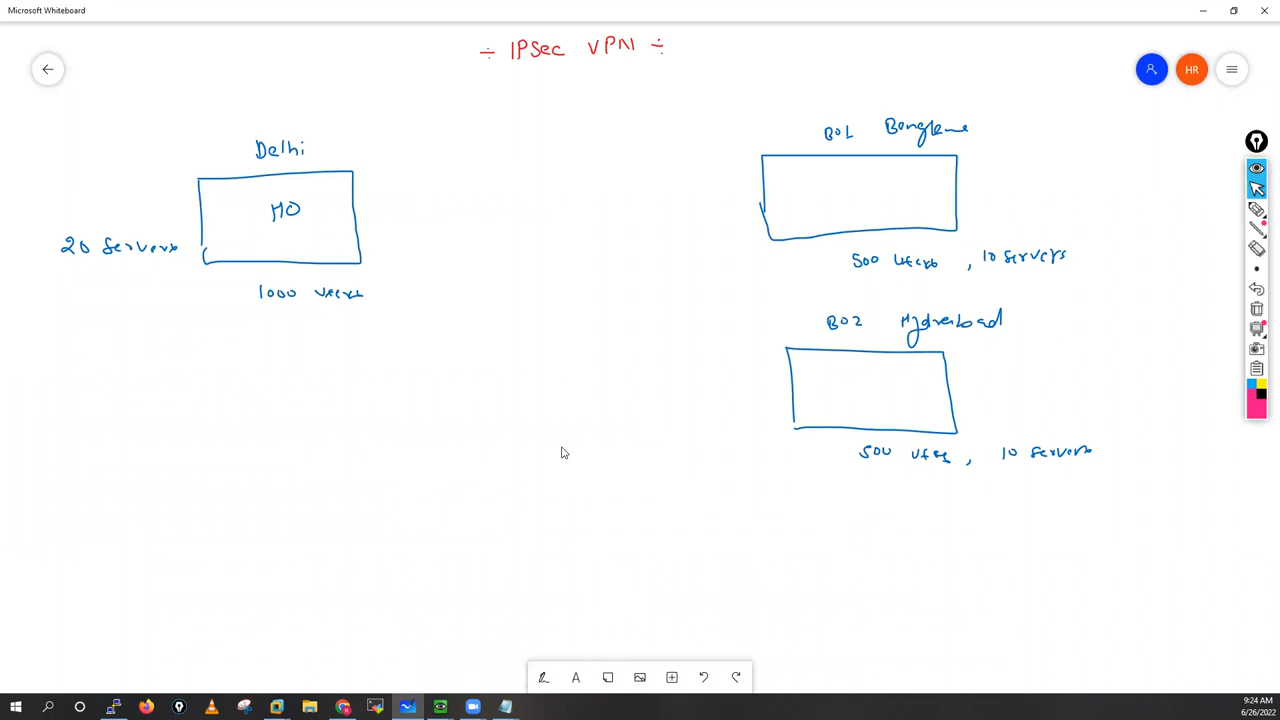 Microsoft Whiteboard
÷ IPSec VPN ÷
HR
Delhi
HO
20 Servers
1000 users
BO1 Banglore
500 users , 10 servers
BO2 Hyderabad
500 users , 10 servers
A
9:24 AM
6/26/2022